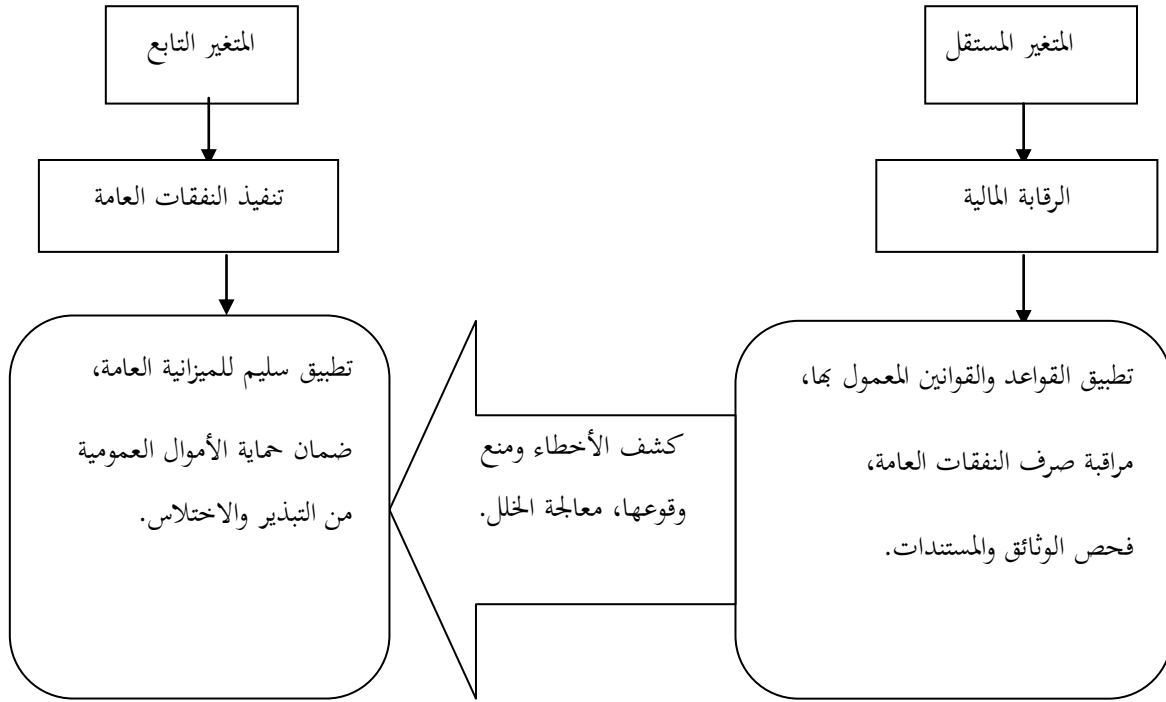 المتغير المستقل
المتغير التابع
الرقابة المالية
تنفيذ النفقات العامة
تطبيق القواعد والقوانين المعمول بها،
مراقبة صرف النفقات العامة،
فحص الوثائق والمستندات.
كشف الأخطاء ومنع
وقوعها، معالجة الخلل.
تطبيق سليم للميزانية العامة،
ضمان حماية الأموال العمومية
من التبذير والاختلاس.